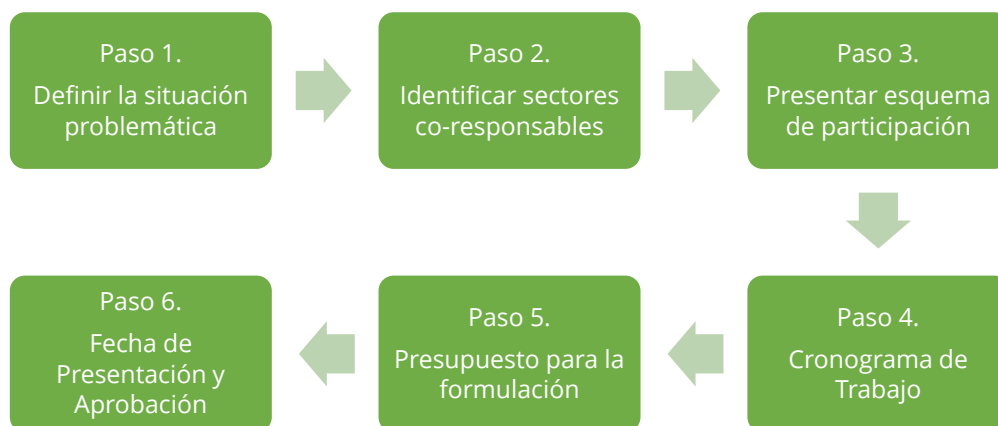 Paso 1.
Definir la situación
problemática
Paso 2.
Identificar sectores
co-responsables
Paso 3.
Presentar esquema
de participación
Paso 4.
Cronograma de
Trabajo
Paso 5.
Presupuesto para la
formulación
Paso 6.
Fecha de
Presentación y
Aprobación